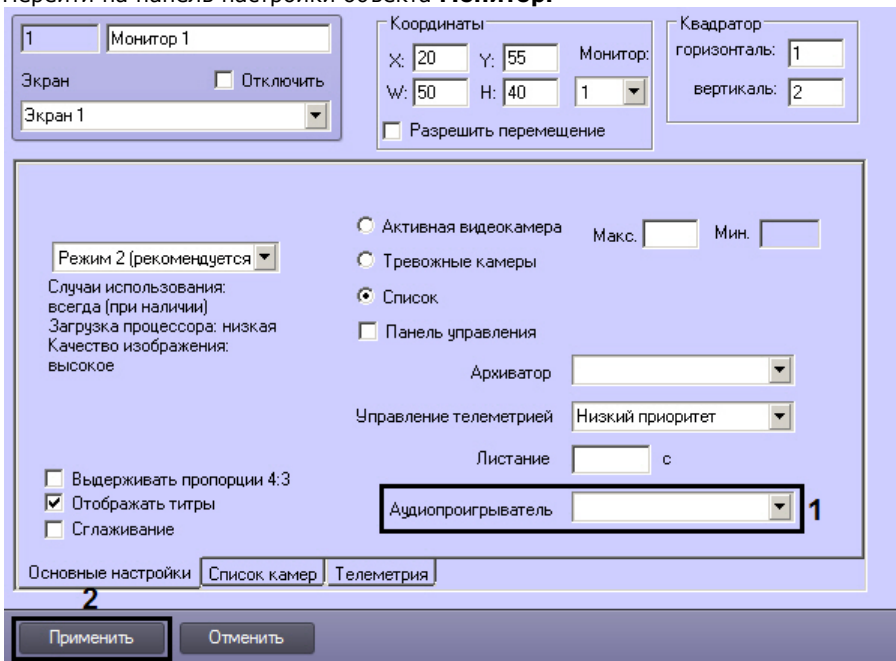 Перейти на панель настройки объекта Монитор.
1 Монитор 1
Экран Отключить
Экран 1
Координаты
X: 20 Y: 55 Монитор:
W: 50 H: 40 1
Разрешить перемещение
Квадратор
горизонталь: 1
вертикаль: 2
Режим 2 (рекомендуется
Случаи использования:
всегда (при наличии)
Загрузка процессора: низкая
Качество изображения:
высокое
Активная видеокамера Макс. Мин.
Тревожные камеры
Список
Панель управления
Архиватор
Управление телеметрией Низкий приоритет
Листание с
Аудиопроигрыватель 1
Выдерживать пропорции 4:3
Отображать титры
Сглаживание
Основные настройки Список камер Телеметрия
2
Применить Отменить